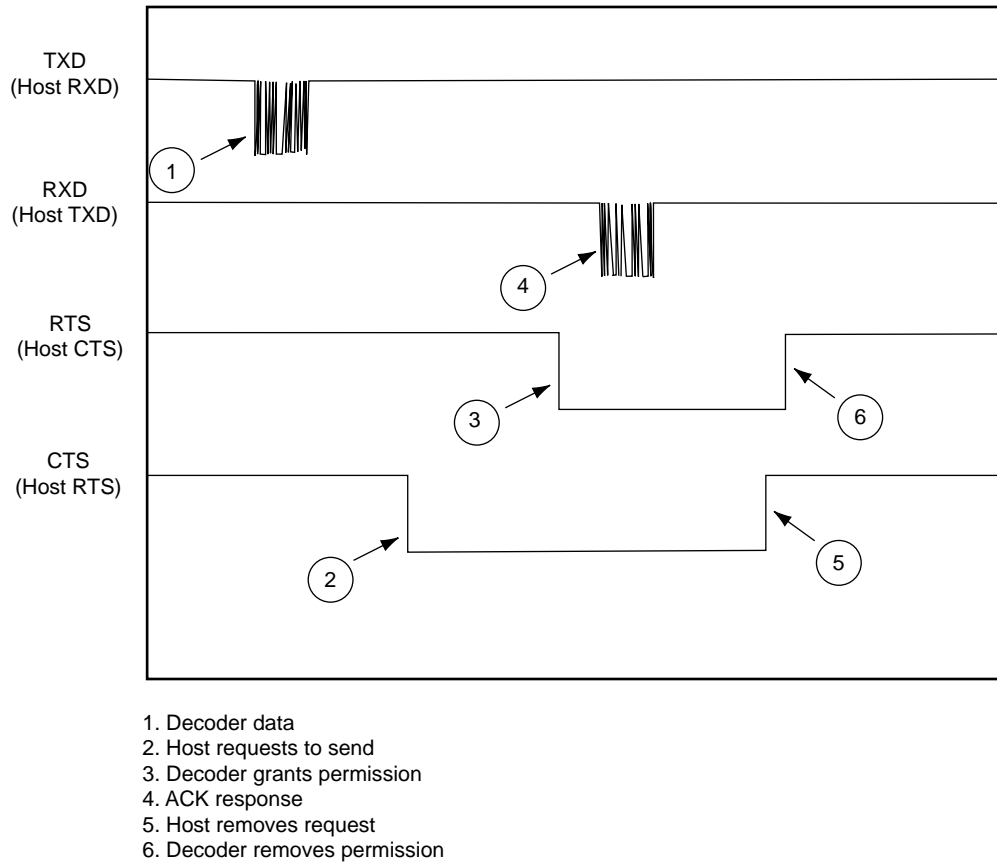 TXD
(Host RXD)
1
RXD
(Host TXD)
4
RTS
(Host CTS)
3
6
CTS
(Host RTS)
2
5
1. Decoder data
2. Host requests to send
3. Decoder grants permission
4. ACK response
5. Host removes request
6. Decoder removes permission